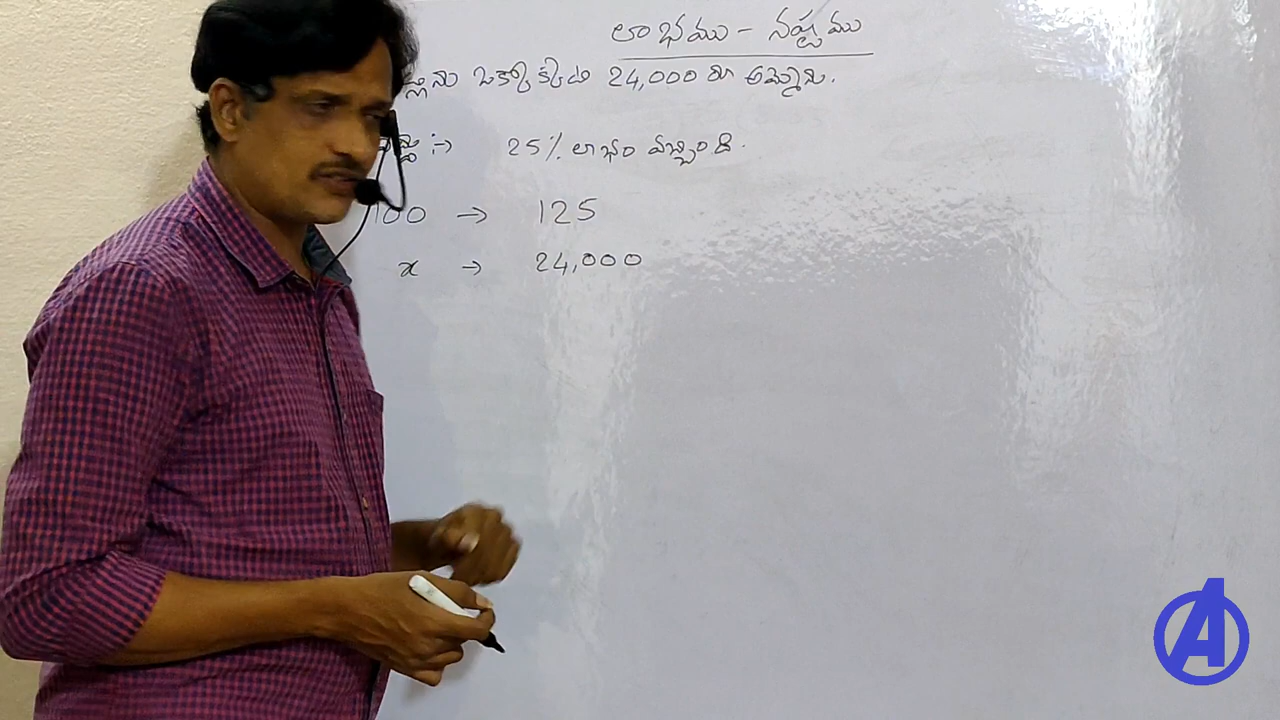 లాభము - నష్టము
ఒక్కొక్కటి 24,000 రూ అమ్మెను.
:-> 25% లాభం వచ్చింది.
100 → 125
x → 24,000